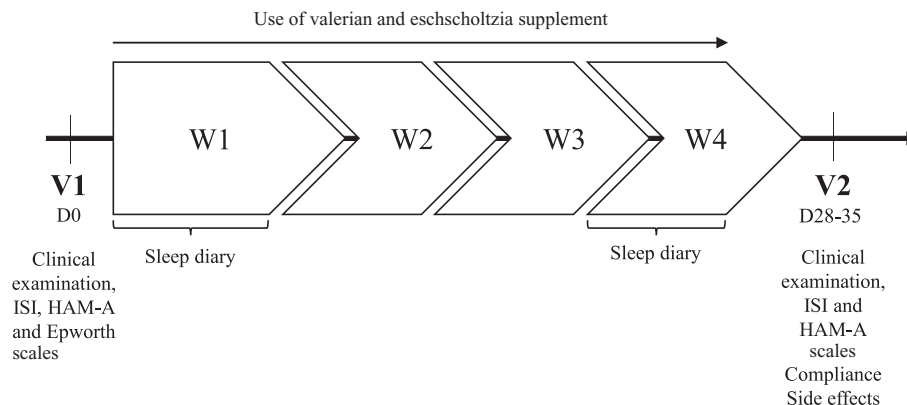 Use of valerian and eschscholtzia supplement
W1
W2
W3
W4
V1
D0
V2
D28-35
Sleep diary
Sleep diary
Clinical
examination,
ISI, HAM-A
and Epworth
scales
Clinical
examination,
ISI and
HAM-A
scales
Compliance
Side effects